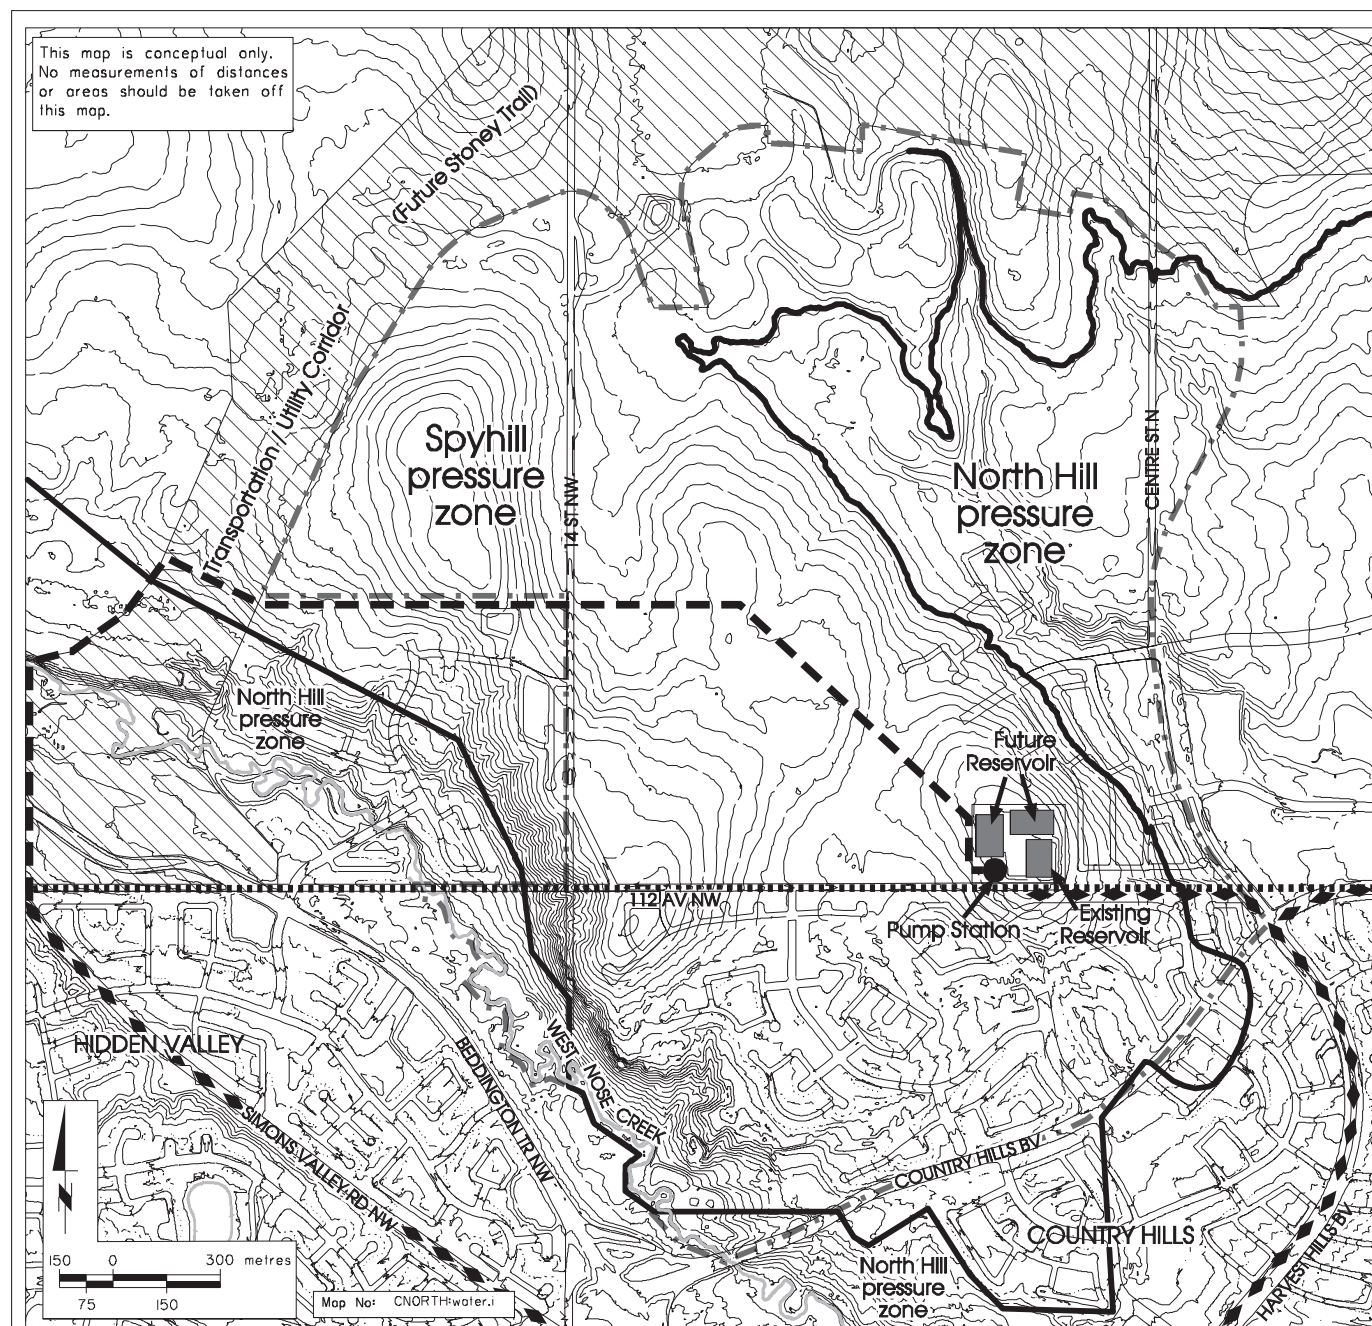 This map is conceptual only.
No measurements of distances
or areas should be taken off
this map.
(Future Stoney Trail)
Transportation / Utility Corridor
Spyhill
pressure
zone
14 ST NW
North Hill
pressure
zone
CENTRE ST N
North Hill
pressure
zone
Future
Reservoir
112 AV NW
Pump Station
Existing
Reservoir
HIDDEN VALLEY
WEST NOSE CREEK
BEDDINGTON TR NW
SIMONS VALLEY RD NW
COUNTRY HILLS BV
COUNTRY HILLS
HARVEST HILLS BV
North Hill
pressure
zone
150 0 300 metres
75 150
Map No: CNORTH:water.i